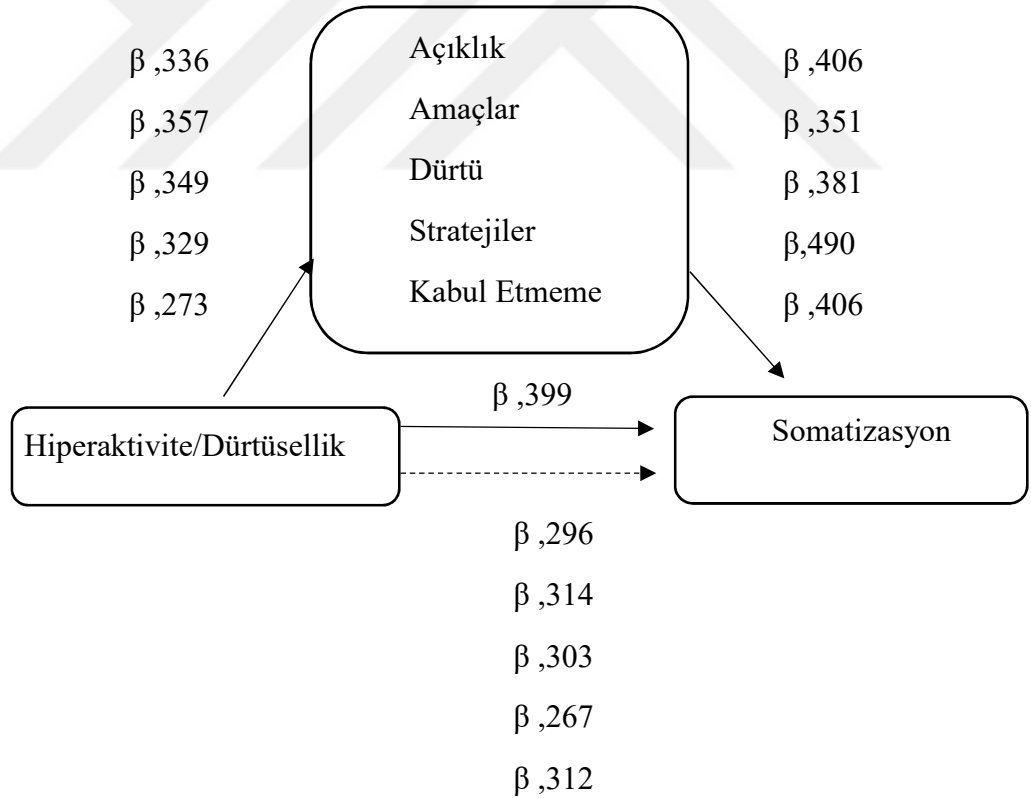 β ,336 Açıklık β ,406
β ,357 Amaçlar β ,351
β ,349 Dürtü β ,381
β ,329 Stratejiler β,490
β ,273 Kabul Etmeme β ,406
β ,399
Hiperaktivite/Dürtüsellik Somatizasyon
β ,296
β ,314
β ,303
β ,267
β ,312